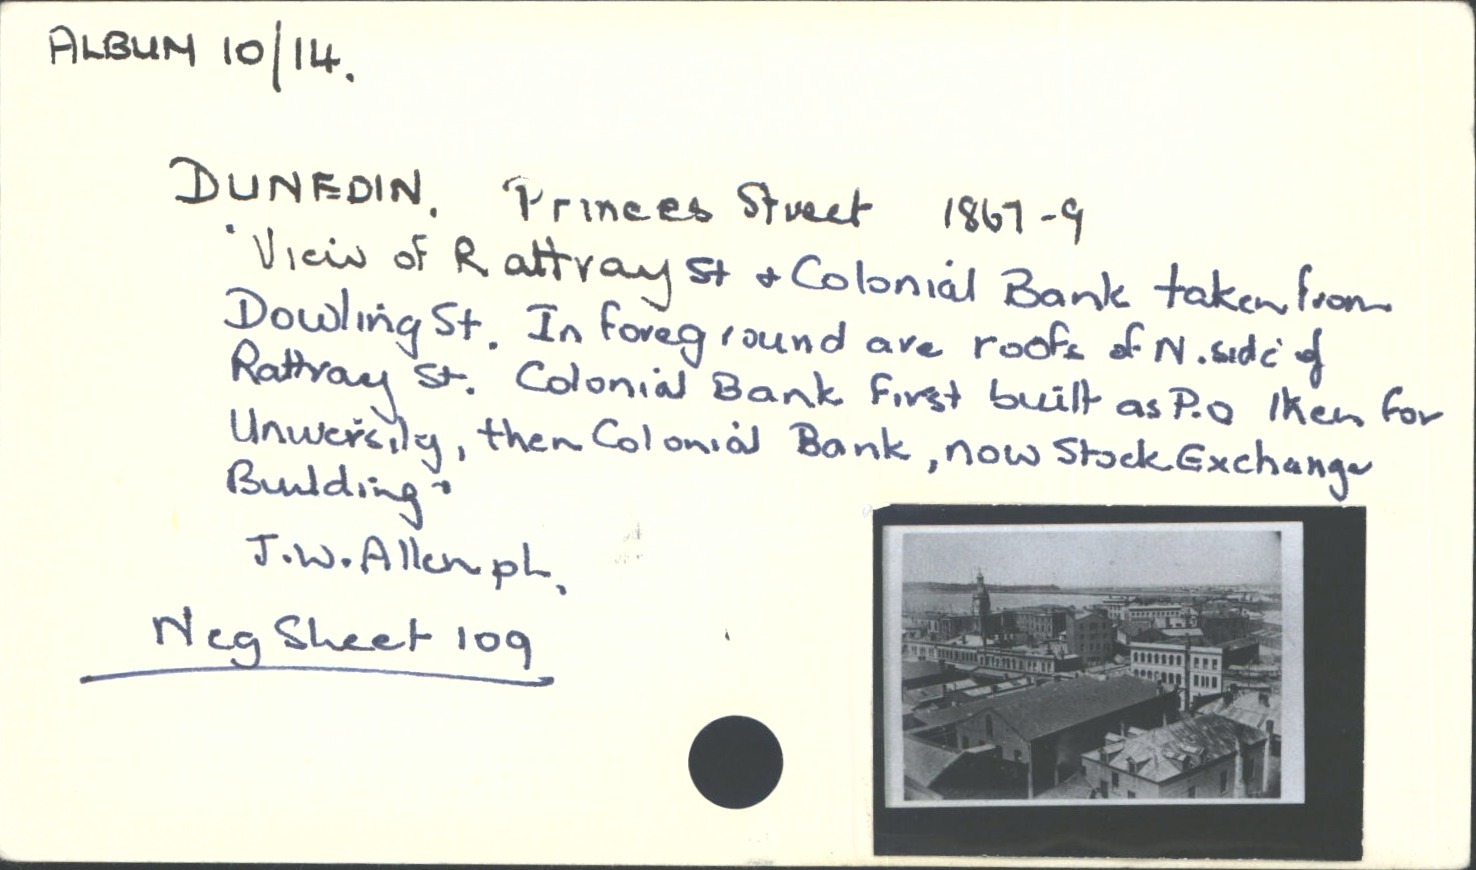 ALBUM 10/14.
DUNEDIN. Princes Street 1867-9
"View of Rattray St & Colonial Bank taken from
Dowling St. In foreground are roofs of N. side of
Rattray St. Colonial Bank first built as P.O then for
University, then Colonial Bank, now Stock Exchange
Building"
J.W. Allen ph.
Neg Sheet 109